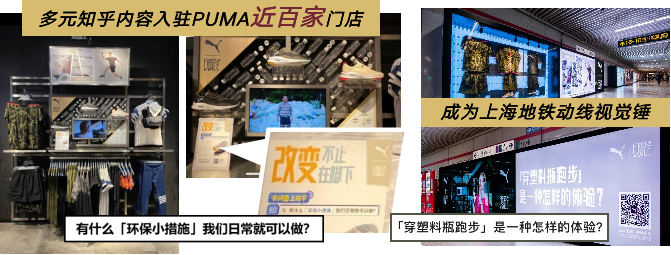 多元知乎内容入驻PUMA近百家门店
改变不止
在脚下
有什么「环保小措施」我们日常就可以做?
成为上海地铁动线视觉锤
「穿塑料瓶跑步」
是一种怎样的体验?
「穿塑料瓶跑步」是一种怎样的体验?